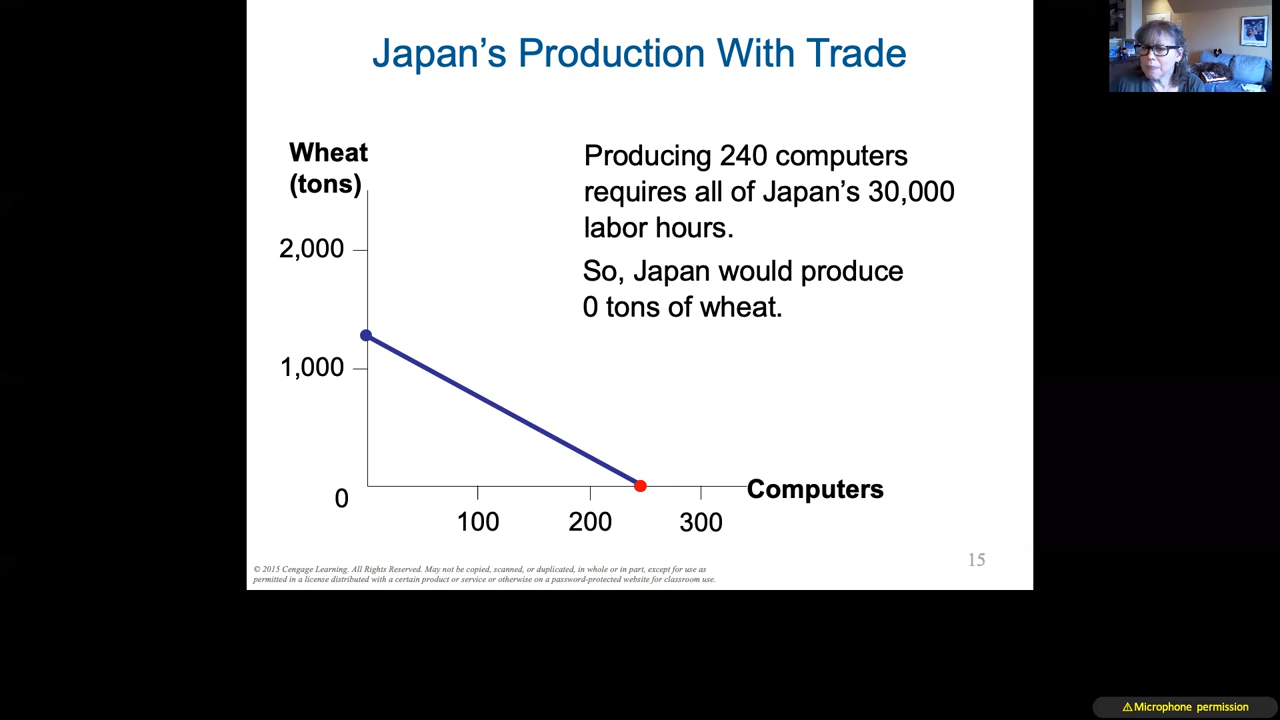 Japan's Production With Trade
Wheat
(tons)
2,000
1,000
0
100
200
300
Computers
Producing 240 computers
requires all of Japan's 30,000
labor hours.
So, Japan would produce
0 tons of wheat.
15
© 2015 Cengage Learning. All Rights Reserved. May not be copied, scanned, or duplicated, in whole or in part, except for use as
permitted in a license distributed with a certain product or service or otherwise on a password-protected website for classroom use.
⚠Microphone permission